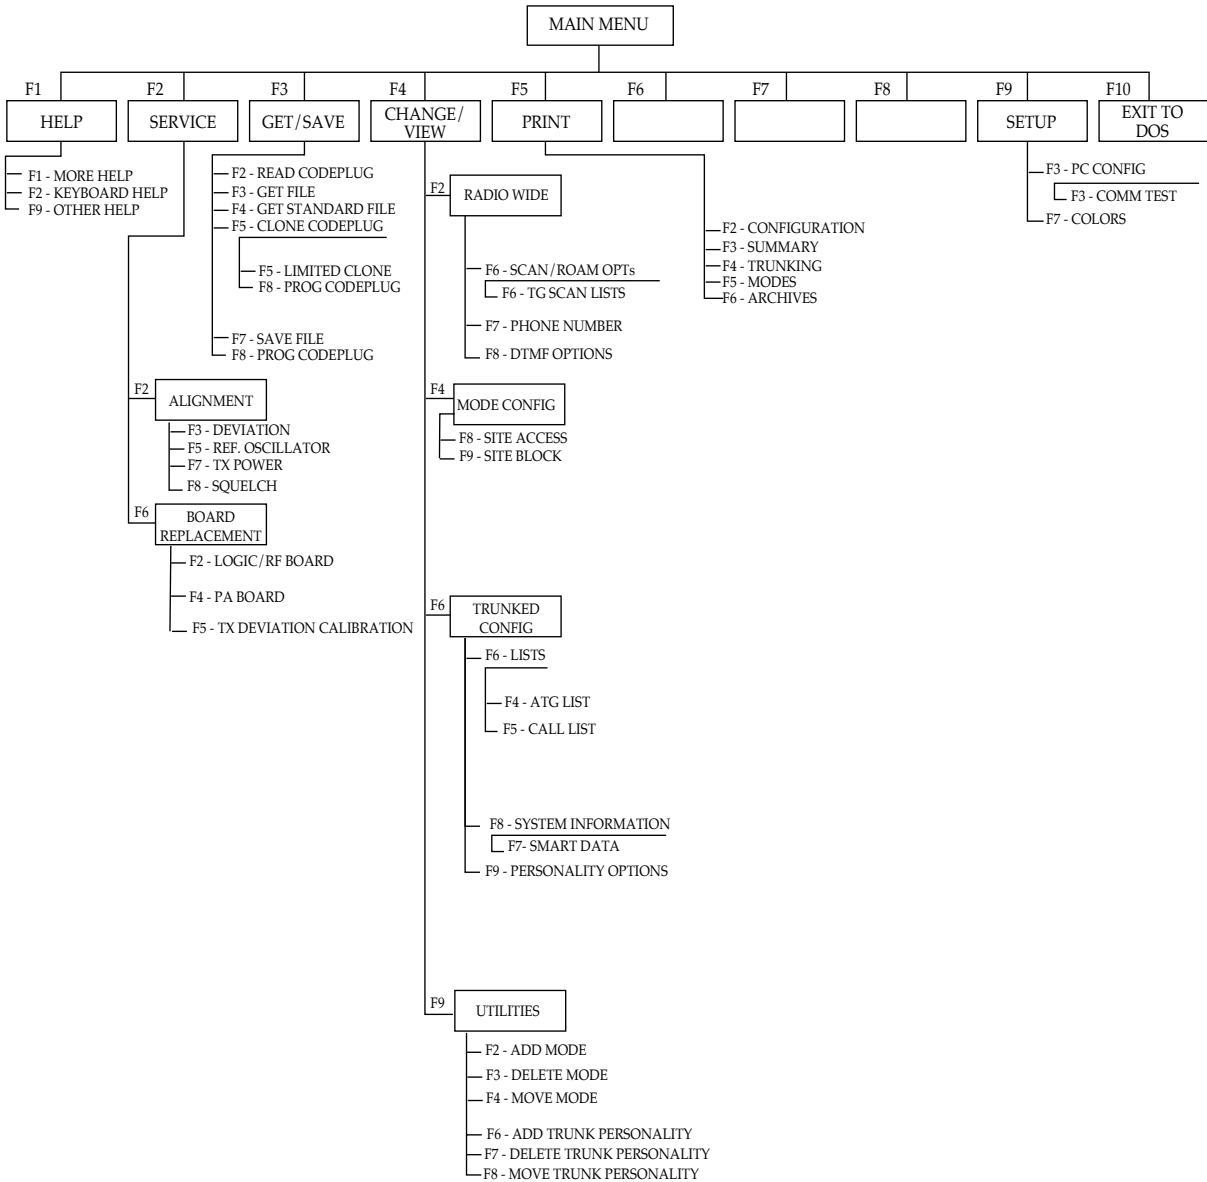 MAIN MENU
F1
F2
F3
F4
F5
F6
F7
F8
F9
F10
HELP
SERVICE
GET/SAVE
CHANGE/
VIEW
PRINT
SETUP
EXIT TO
DOS
F1 - MORE HELP
F2 - KEYBOARD HELP
F9 - OTHER HELP
F2
ALIGNMENT
F3 - DEVIATION
F5 - REF. OSCILLATOR
F7 - TX POWER
F8 - SQUELCH
F6
BOARD
REPLACEMENT
F2 - LOGIC/RF BOARD
F4 - PA BOARD
F5 - TX DEVIATION CALIBRATION
F2 - READ CODEPLUG
F3 - GET FILE
F4 - GET STANDARD FILE
F5 - CLONE CODEPLUG
F5 - LIMITED CLONE
F8 - PROG CODEPLUG
F7 - SAVE FILE
F8 - PROG CODEPLUG
F2
RADIO WIDE
F6 - SCAN/ROAM OPTs
F6 - TG SCAN LISTS
F7 - PHONE NUMBER
F8 - DTMF OPTIONS
F4
MODE CONFIG
F8 - SITE ACCESS
F9 - SITE BLOCK
F6
TRUNKED
CONFIG
F6 - LISTS
F4 - ATG LIST
F5 - CALL LIST
F8 - SYSTEM INFORMATION
F7- SMART DATA
F9 - PERSONALITY OPTIONS
F9
UTILITIES
F2 - ADD MODE
F3 - DELETE MODE
F4 - MOVE MODE
F6 - ADD TRUNK PERSONALITY
F7 - DELETE TRUNK PERSONALITY
F8 - MOVE TRUNK PERSONALITY
F2 - CONFIGURATION
F3 - SUMMARY
F4 - TRUNKING
F5 - MODES
F6 - ARCHIVES
F3 - PC CONFIG
F3 - COMM TEST
F7 - COLORS